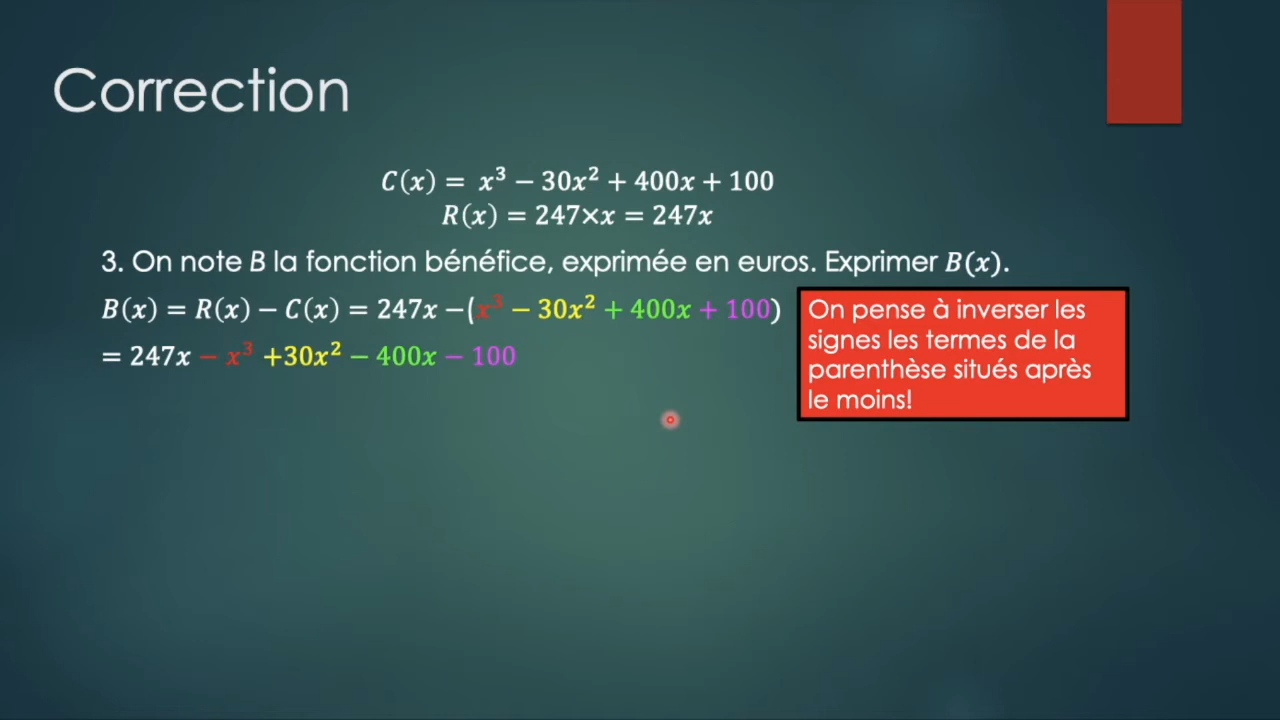 Correction
C(x) = x³ − 30x² + 400x + 100
R(x) = 247×x = 247x
3. On note B la fonction bénéfice, exprimée en euros. Exprimer B(x).
B(x) = R(x) − C(x) = 247x −(x³ − 30x² + 400x + 100)
= 247x − x³ +30x² − 400x − 100
On pense à inverser les
signes les termes de la
parenthèse situés après
le moins!